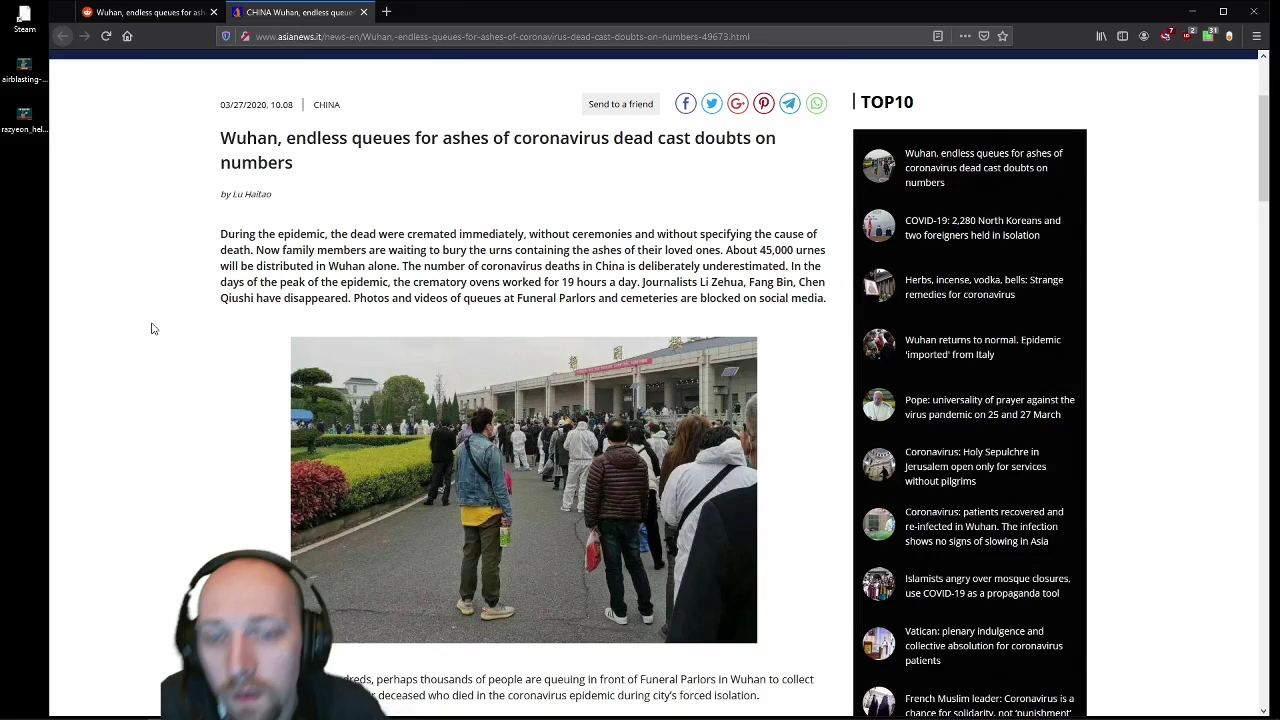 Steam
airblasting-...
razyeon_hel...
Wuhan, endless queues for ash
CHINA Wuhan, endless queues
www.asianews.it/news-en/Wuhan,-endless-queues-for-ashes-of-coronavirus-dead-cast-doubts-on-numbers-49673.html
7
2
31
03/27/2020, 10.08
CHINA
Send to a friend
Wuhan, endless queues for ashes of coronavirus dead cast doubts on
numbers
by Lu Haitao
During the epidemic, the dead were cremated immediately, without ceremonies and without specifying the cause of
death. Now family members are waiting to bury the urns containing the ashes of their loved ones. About 45,000 urnes
will be distributed in Wuhan alone. The number of coronavirus deaths in China is deliberately underestimated. In the
days of the peak of the epidemic, the crematory ovens worked for 19 hours a day. Journalists Li Zehua, Fang Bin, Chen
Qiushi have disappeared. Photos and videos of queues at Funeral Parlors and cemeteries are blocked on social media.
dreds, perhaps thousands of people are queuing in front of Funeral Parlors in Wuhan to collect
r deceased who died in the coronavirus epidemic during city's forced isolation.
TOP10
Wuhan, endless queues for ashes of
coronavirus dead cast doubts on
numbers
COVID-19: 2,280 North Koreans and
two foreigners held in isolation
Herbs, incense, vodka, bells: Strange
remedies for coronavirus
Wuhan returns to normal. Epidemic
'imported' from Italy
Pope: universality of prayer against the
virus pandemic on 25 and 27 March
Coronavirus: Holy Sepulchre in
Jerusalem open only for services
without pilgrims
Coronavirus: patients recovered and
re-infected in Wuhan. The infection
shows no signs of slowing in Asia
Islamists angry over mosque closures,
use COVID-19 as a propaganda tool
Vatican: plenary indulgence and
collective absolution for coronavirus
patients
French Muslim leader: Coronavirus is a
chance for solidarity, not 'punishment'